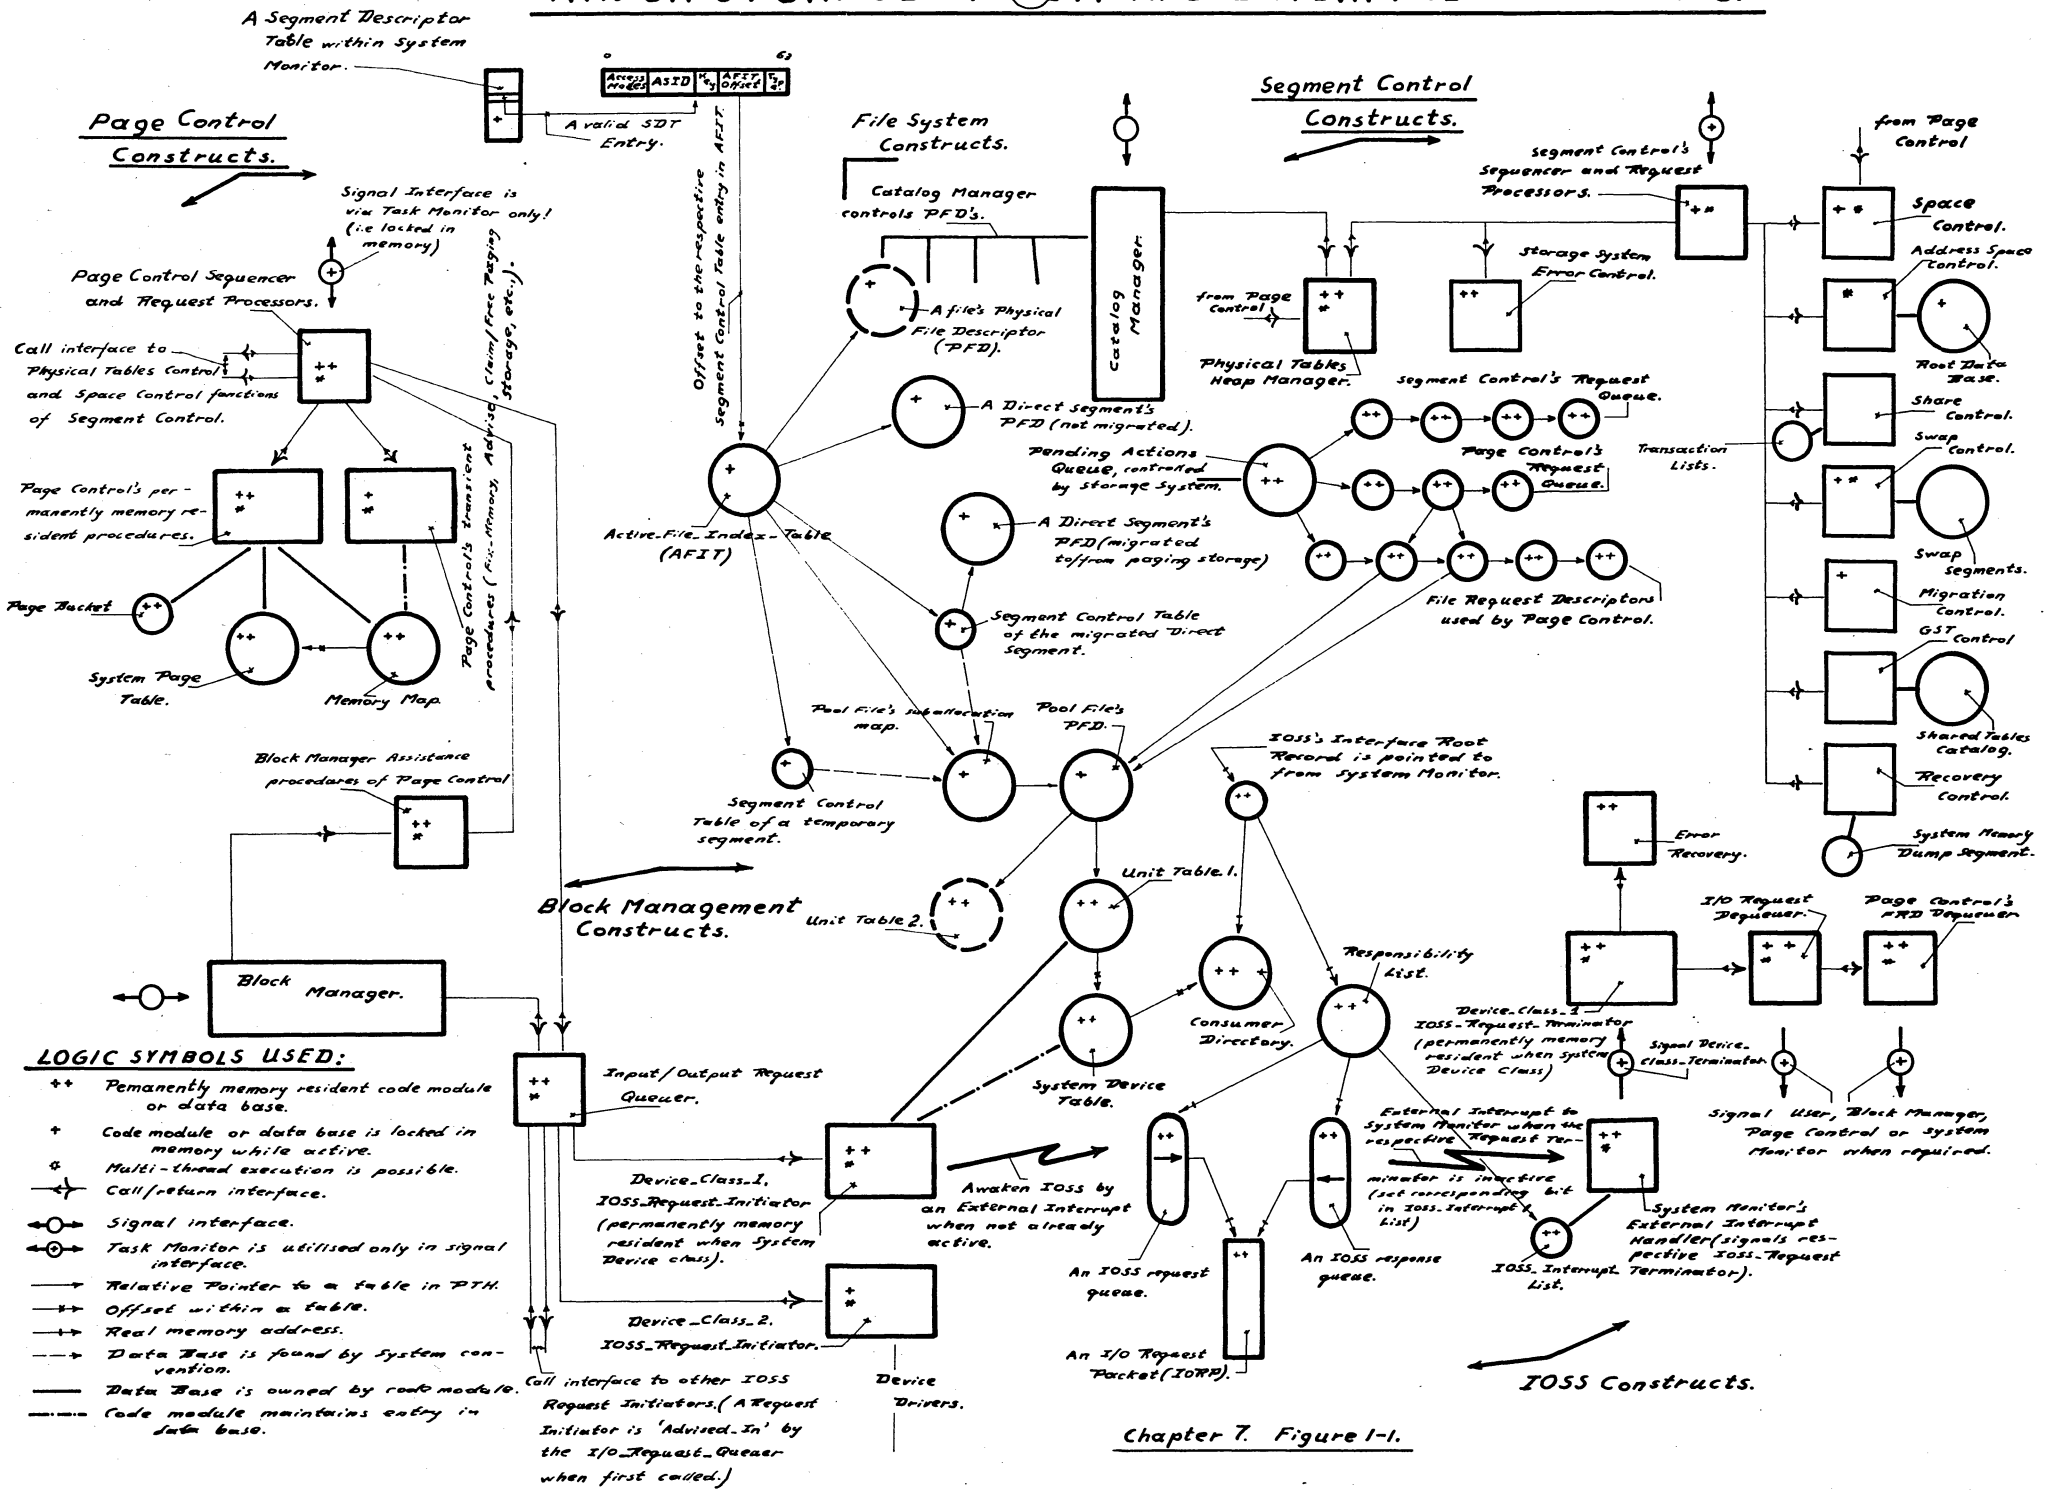 A Segment Descriptor
Table within System
Monitor.
0 63
Access Modes ASID Key AFIT Offset Type
A valid SDT
Entry.
Page Control
Constructs.
Signal Interface is
via Task Monitor only!
(i.e locked in
memory)
Page Control Sequencer
and Request Processors.
Call interface to
Physical Tables Control
and Space Control functions
of Segment Control.
Page Control's per-
manently memory re-
sident procedures.
Page Bucket
System Page
Table.
Memory Map.
Page Control's transient
procedures (Fix-Memory, Advise, Claim/Free Paging
Storage, etc.,).
Block Manager Assistance
procedures of Page Control
Offset to the respective
Segment Control Table entry in AFIT.
File System
Constructs.
Catalog Manager
controls PFD's.
A file's Physical
File Descriptor
(PFD).
Catalog
Manager.
A Direct Segment's
PFD (not migrated).
Active_File_Index_Table
(AFIT)
A Direct Segment's
PFD (migrated
to/from paging storage)
Segment Control Table
of the migrated Direct
Segment.
Pool File's suballocation
map.
Pool File's
PFD.
Segment Control
Table of a temporary
segment.
Segment Control
Constructs.
Segment Control's
Sequencer and Request
Processors.
from Page
Control
Storage System
Error Control.
from Page
Control
Physical Tables
Heap Manager.
Segment Control's Request
Queue.
Pending Actions
Queue, controlled
by storage system.
Page Control's
Request
Queue.
File Request Descriptors
used by Page Control.
Space
Control.
Address Space
Control.
Root Data
Base.
Share
Control.
Transaction
Lists.
Swap
Control.
Swap
Segments.
Migration
Control.
GST
Control
Shared Tables
Catalog.
Recovery
Control.
System Memory
Dump Segment.
IOSS's Interface Root
Record is pointed to
from System Monitor.
Error
Recovery.
Block Management
Constructs.
Unit Table 1.
Unit Table 2.
Block
Manager.
Consumer
Directory.
Responsibility
List.
System Device
Table.
I/O Request
Dequeuer.
Page Control's
FRD Dequeuer
Device_Class_1
IOSS_Request_Terminator
(permanently memory
resident when System
Device Class)
Signal Device_
Class_Terminator.
Signal User, Block Manager,
Page Control or System
Monitor when required.
LOGIC SYMBOLS USED:
++ Pemanently memory resident code module
or data base.
+ Code module or data base is locked in
memory while active.
* Multi-thread execution is possible.
Call/return interface.
Signal interface.
Task Monitor is utilised only in signal
interface.
Relative Pointer to a table in PTH.
Offset within a table.
Real memory address.
Data Base is found by System con-
vention.
Data Base is owned by code module.
Code module maintains entry in
data base.
Input/Output Request
Queuer.
Device_Class_1.
IOSS_Request_Initiator
(permanently memory
resident when System
Device class).
Awaken IOSS by
an External Interrupt
when not already
active.
Device_Class_2.
IOSS_Request_Initiator.
Device
Drivers.
Call interface to other IOSS
Request Initiators. (A Request
Initiator is 'Advised_In' by
the I/O_Request_Queuer
when first called.)
External Interrupt to
System Monitor when the
respective Request Ter-
minator is inactive
(set corresponding bit
in IOSS_Interrupt
List)
An IOSS request
queue.
An IOSS response
queue.
An I/O Request
Packet (IORP).
IOSS_Interrupt
List.
System Monitor's
External Interrupt
Handler (signals res-
pective IOSS_Request
Terminator).
IOSS Constructs.
Chapter 7. Figure 1-1.